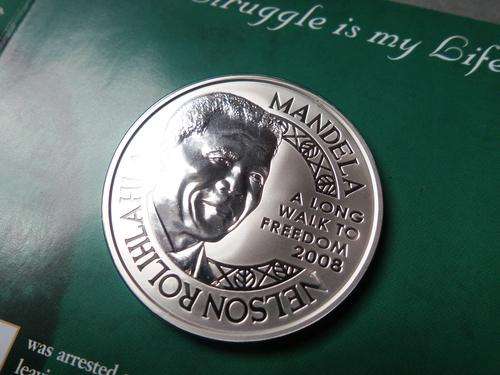 Struggle is my Life
NELSON ROLIHLAHLA MANDELA
A LONG
WALK TO
FREEDOM
2008
was arrested